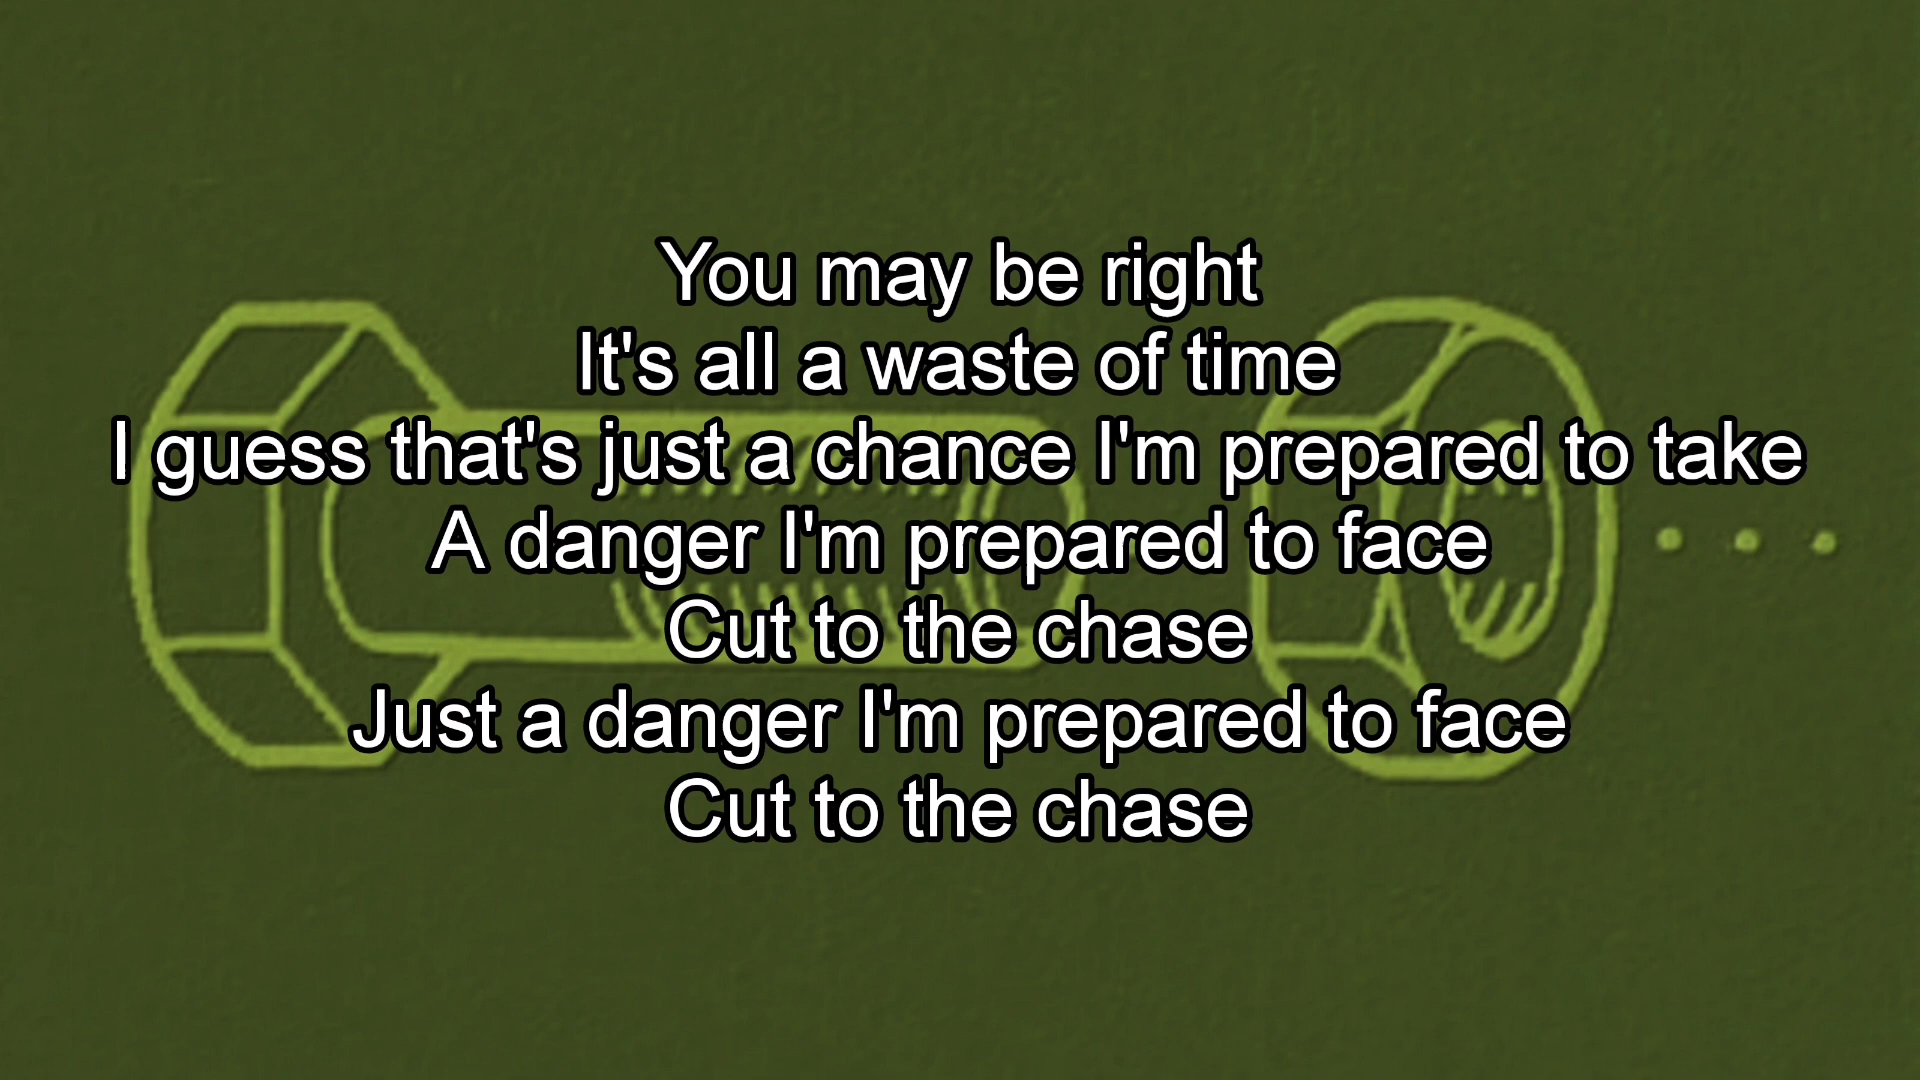 You may be right
It's all a waste of time
I guess that's just a chance I'm prepared to take
A danger I'm prepared to face
Cut to the chase
Just a danger I'm prepared to face
Cut to the chase